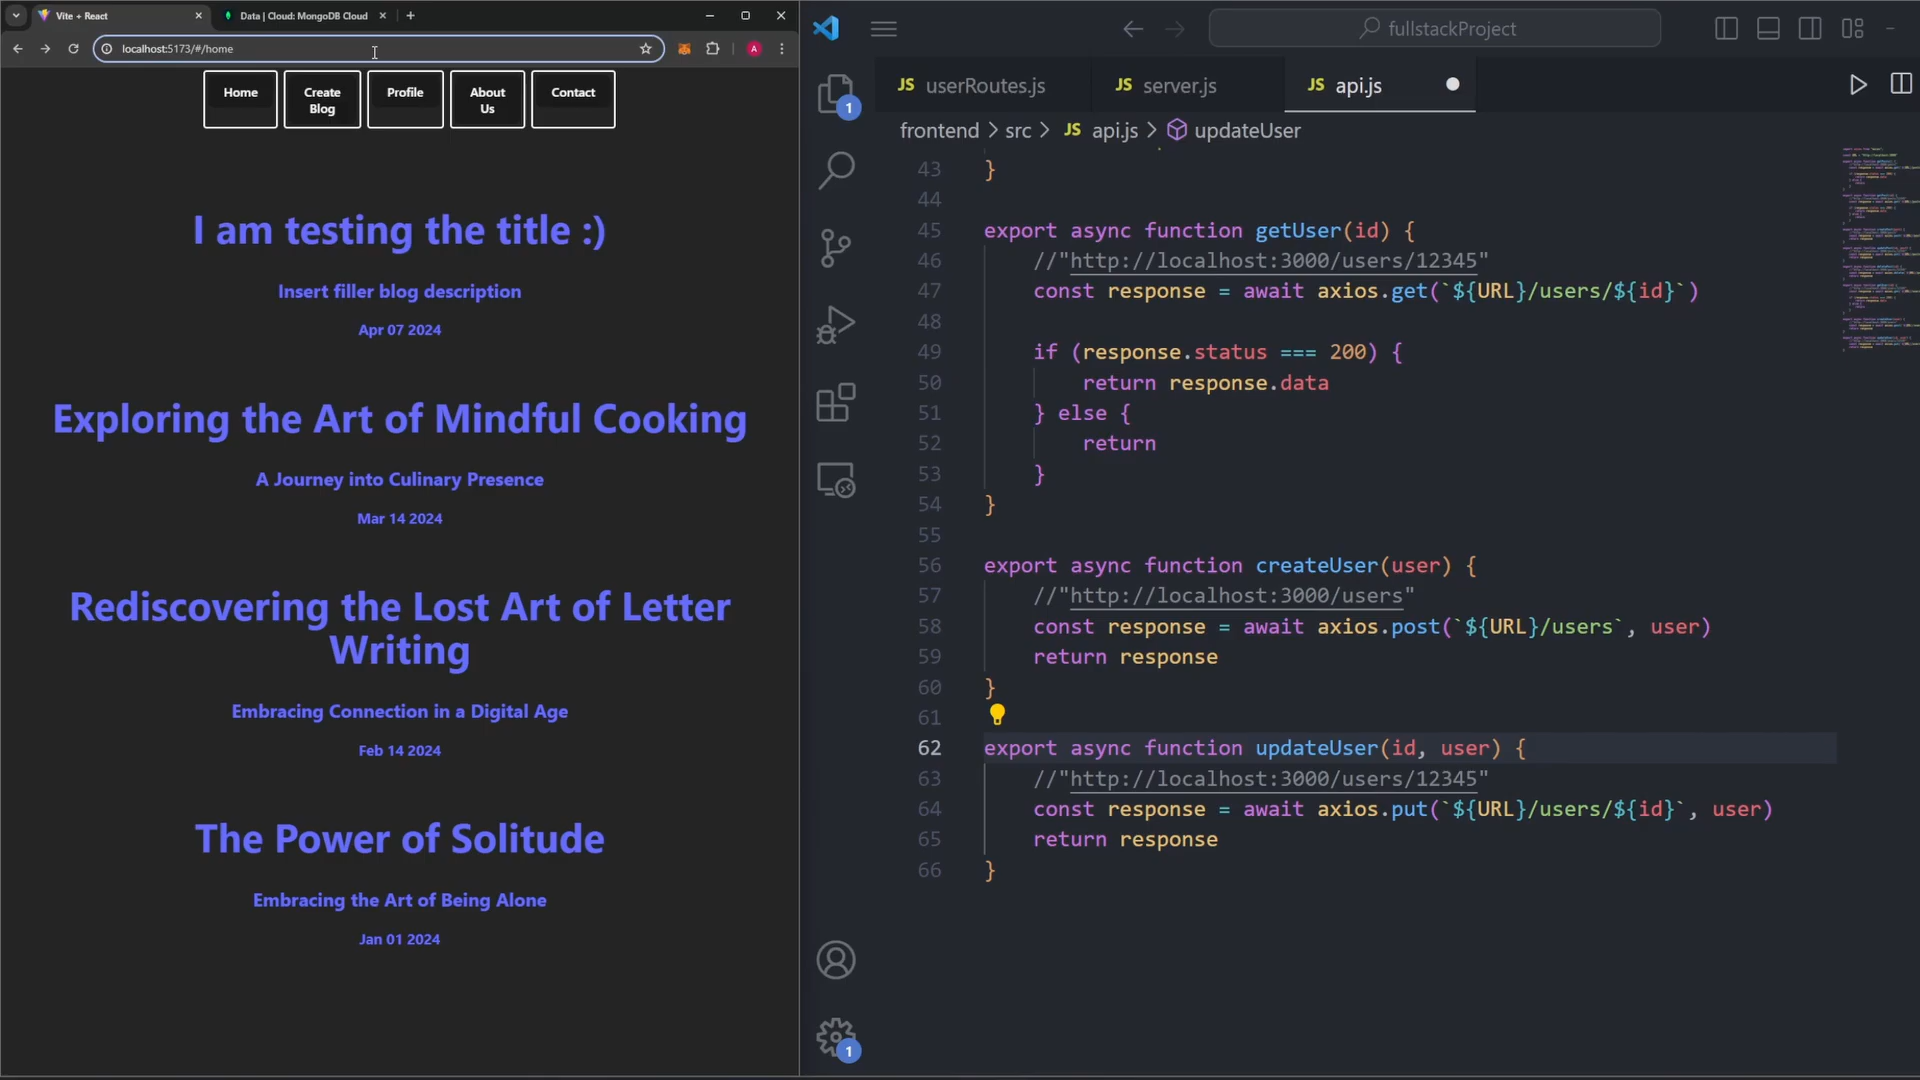 Vite + React
Data | Cloud: MongoDB Cloud
localhost:5173/#/home
A
Home
Create
Blog
Profile
About
Us
Contact
I am testing the title :)
Insert filler blog description
Apr 07 2024
Exploring the Art of Mindful Cooking
A Journey into Culinary Presence
Mar 14 2024
Rediscovering the Lost Art of Letter
Writing
Embracing Connection in a Digital Age
Feb 14 2024
The Power of Solitude
Embracing the Art of Being Alone
Jan 01 2024
fullstackProject
1
JS userRoutes.js
JS server.js
JS api.js
frontend > src > JS api.js > updateUser
43 }
44
45 export async function getUser(id) {
46 //"http://localhost:3000/users/12345"
47 const response = await axios.get(`${URL}/users/${id}`)
48
49 if (response.status === 200) {
50 return response.data
51 } else {
52 return
53 }
54 }
55
56 export async function createUser(user) {
57 //"http://localhost:3000/users"
58 const response = await axios.post(`${URL}/users`, user)
59 return response
60 }
61
62 export async function updateUser(id, user) {
63 //"http://localhost:3000/users/12345"
64 const response = await axios.put(`${URL}/users/${id}`, user)
65 return response
66 }
1